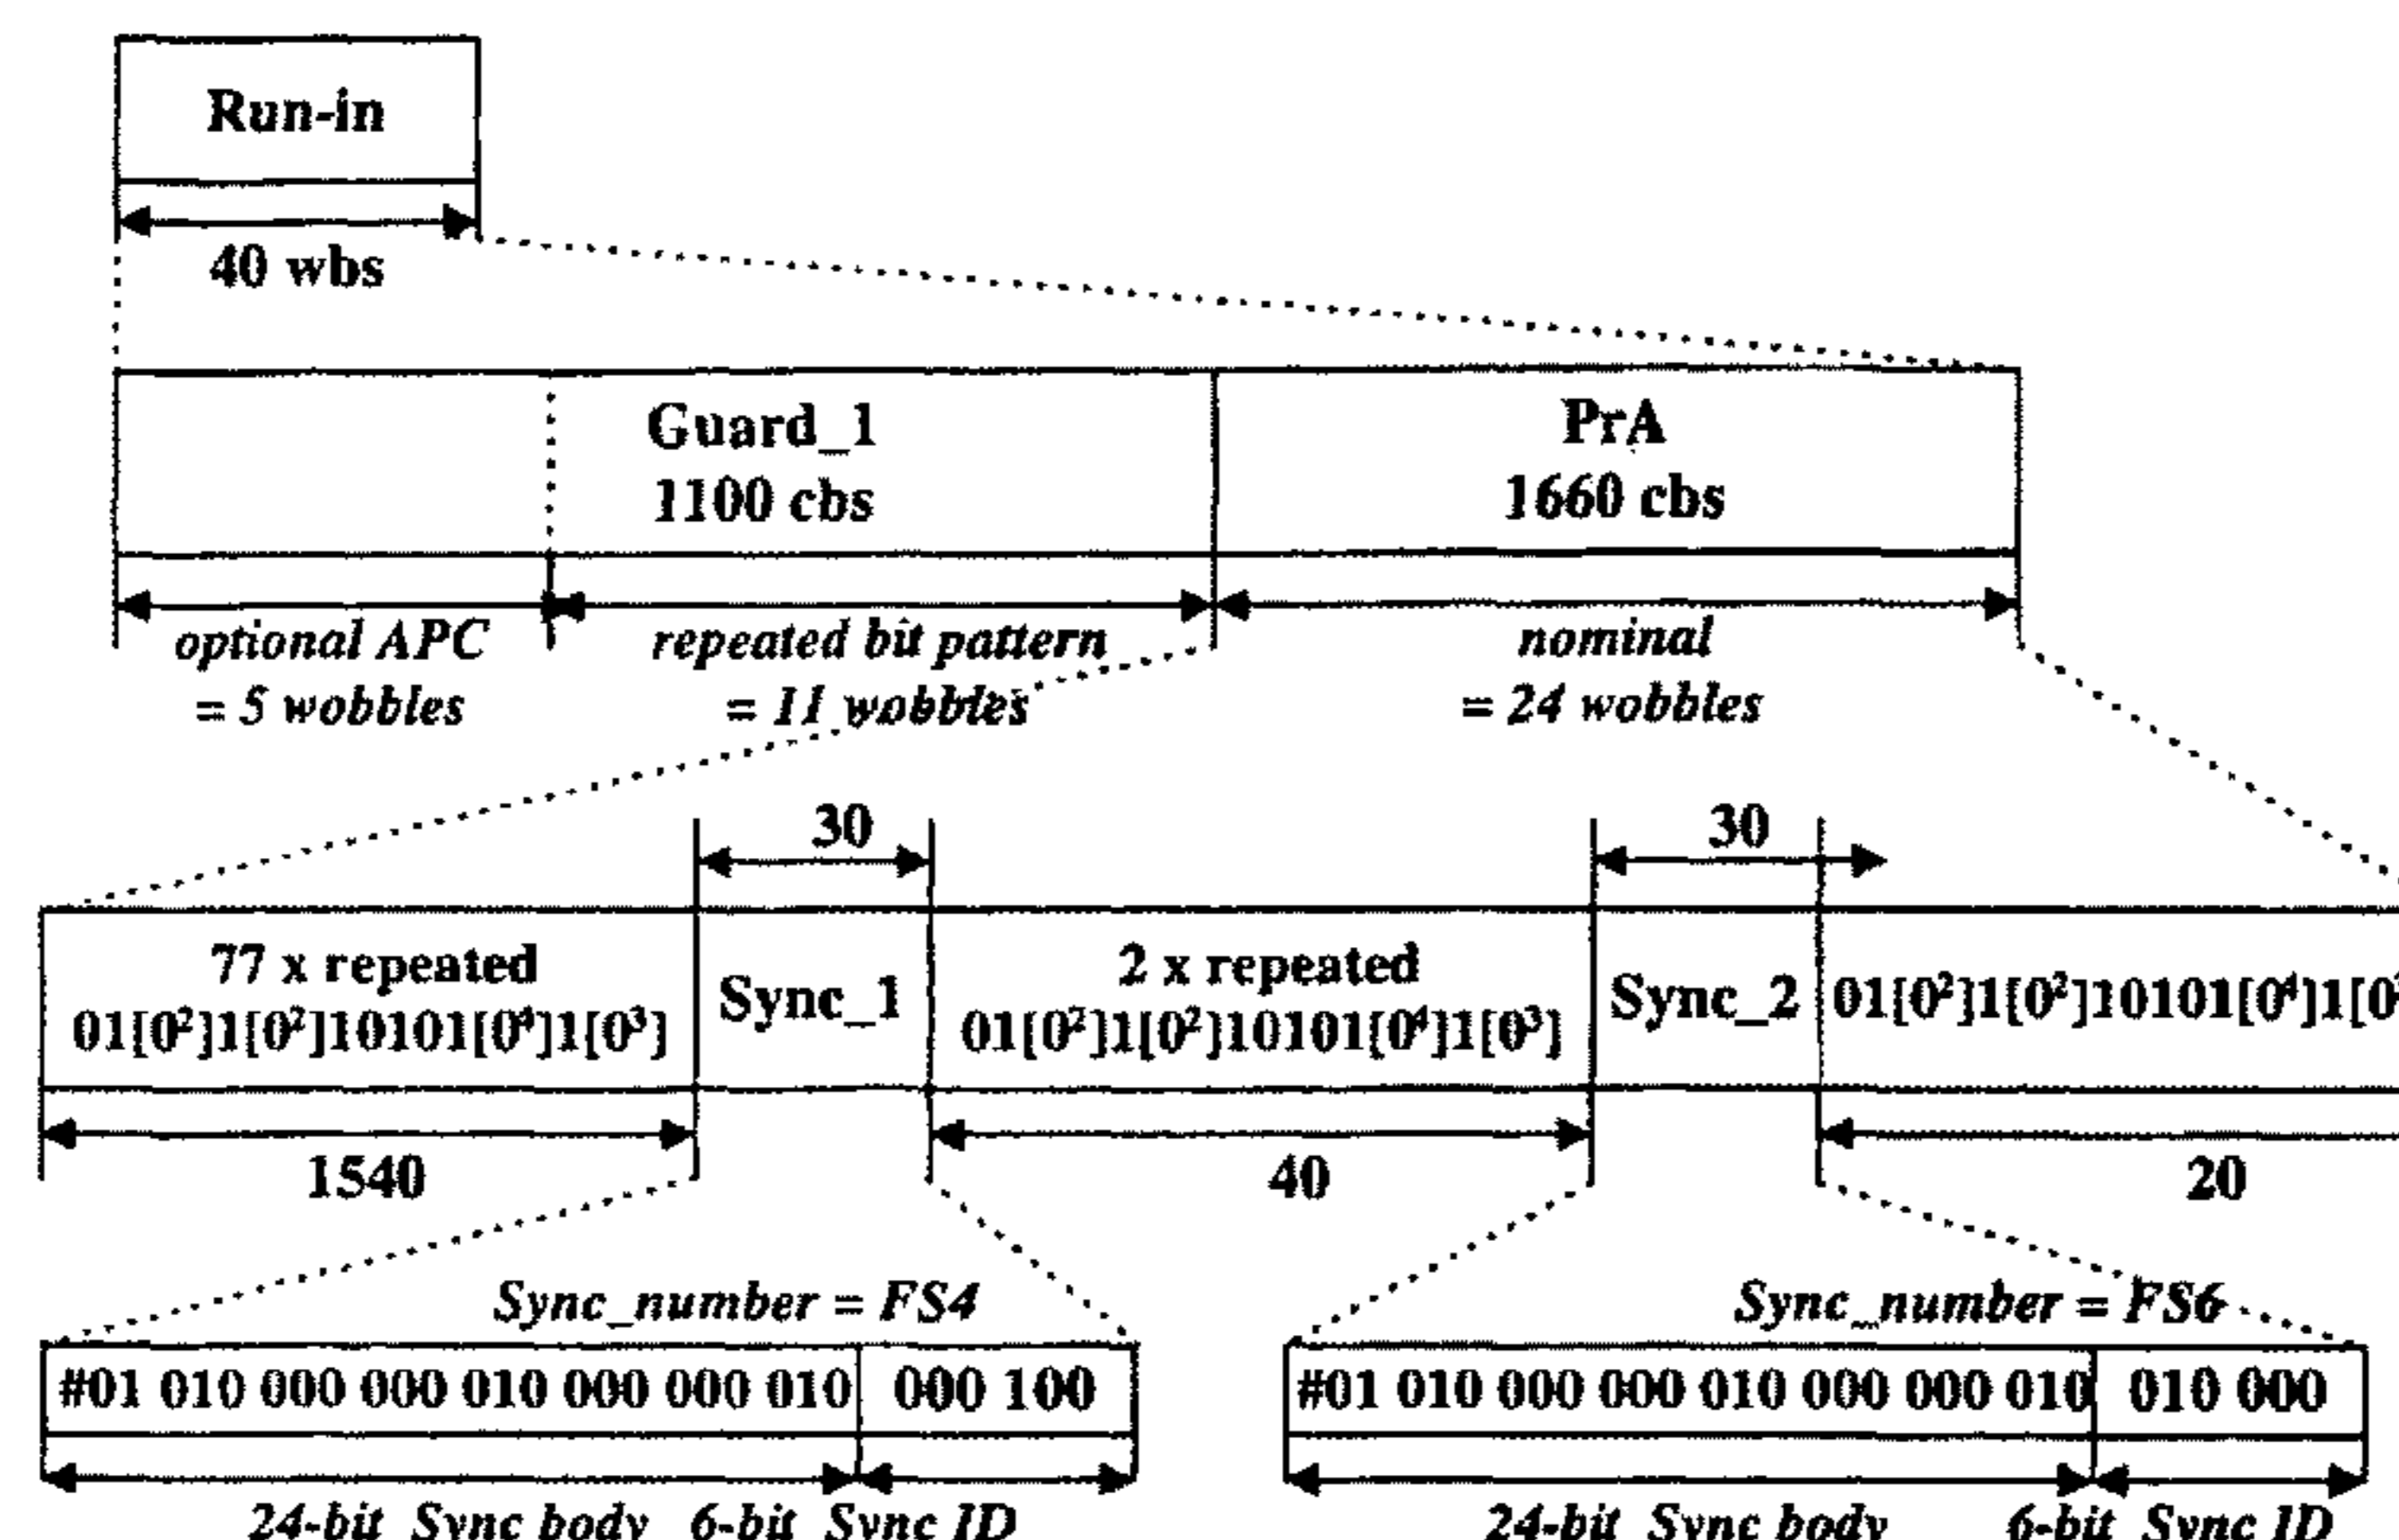 Run-in
40 wbs
Guard_1
1100 cbs
PrA
1660 cbs
optional APC
= 5 wobbles
repeated bit pattern
= 11 wobbles
nominal
= 24 wobbles
30
30
77 x repeated
01[0²]1[0²]10101[0⁴]1[0³]
Sync_1
2 x repeated
01[0²]1[0²]10101[0⁴]1[0³]
Sync_2
01[0²]1[0²]10101[0⁴]1[0
1540
40
20
Sync_number = FS4
Sync_number = FS6
#01 010 000 000 010 000 000 010
000 100
#01 010 000 000 010 000 000 010
010 000
24-bit Sync body
6-bit Sync ID
24-bit Sync body
6-bit Sync ID